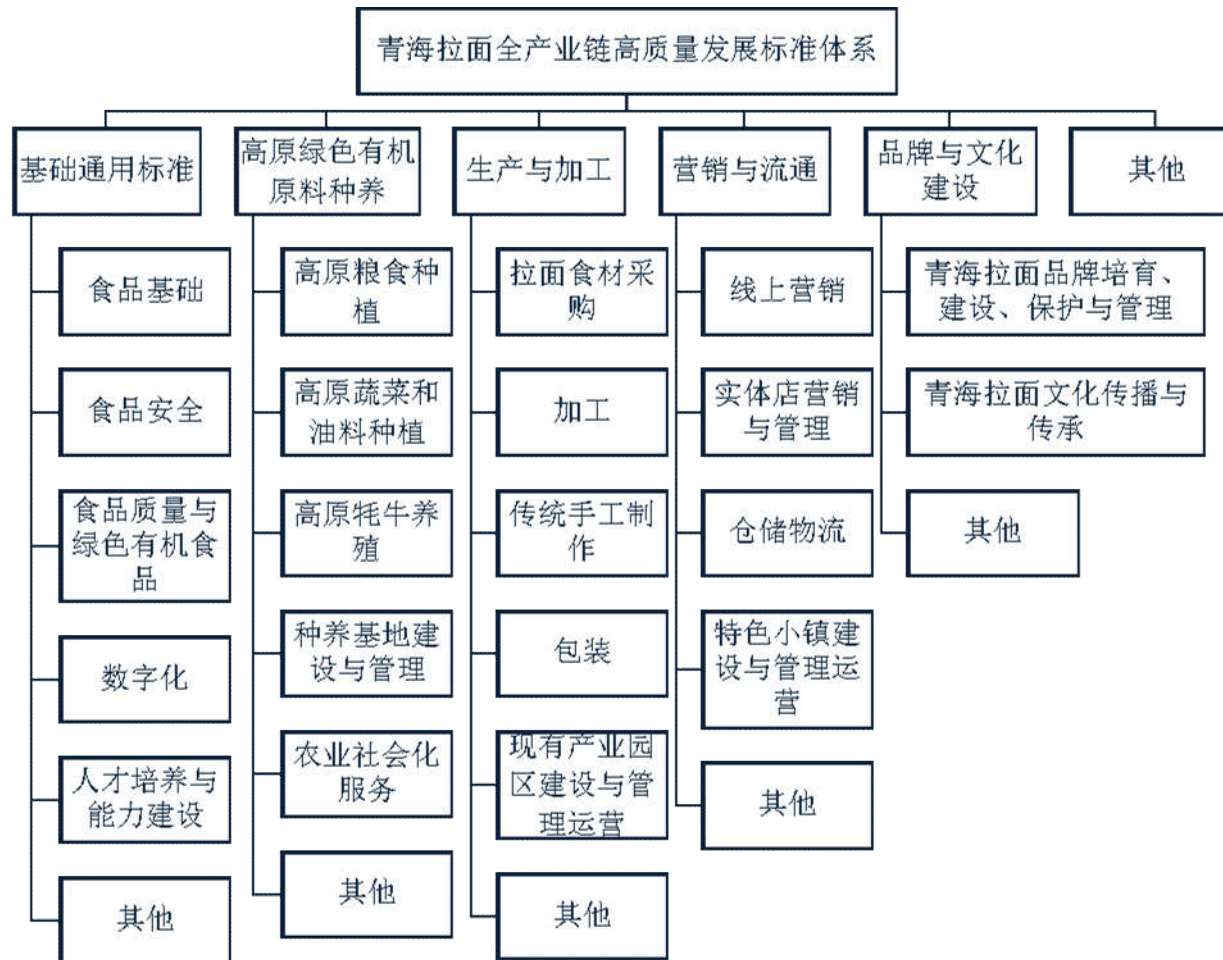 青海拉面全产业链高质量发展标准体系
基础通用标准
食品基础
食品安全
食品质量与
绿色有机食
品
数字化
人才培养与
能力建设
其他
高原绿色有机
原料种养
高原粮食种
植
高原蔬菜和
油料种植
高原牦牛养
殖
种养基地建
设与管理
农业社会化
服务
其他
生产与加工
拉面食材采
购
加工
传统手工制
作
包装
现有产业园
区建设与管
理运营
其他
营销与流通
线上营销
实体店营销
与管理
仓储物流
特色小镇建
设与管理运
营
其他
品牌与文化
建设
青海拉面品牌培育、
建设、保护与管理
青海拉面文化传播与
传承
其他
其他